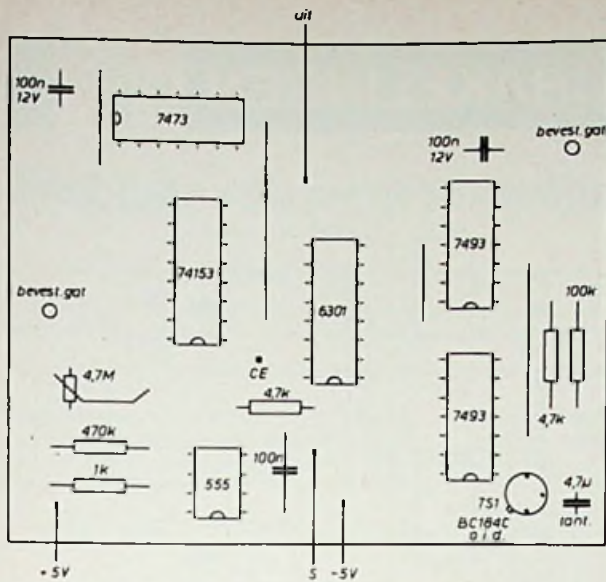 uit
100n
12V
7473
bevest. gat
100n
12V
7493
74153
6301
bevest. gat
100k
CE
4,7M
4,7k
7493
4,7k
470k
100n
1k
555
4,7µ
TS1
tant.
BC184C
o.i.d.
+5V
S
-5V